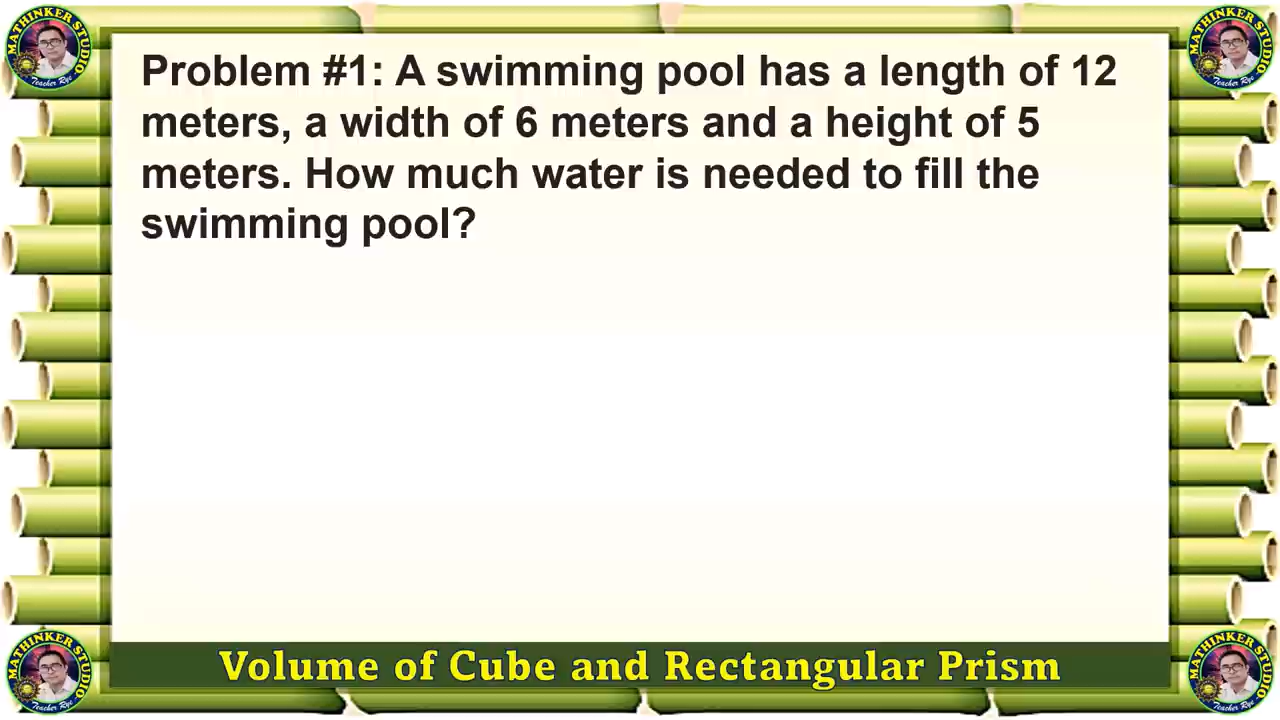 MATHINKER STUDIO
Teacher Rye
MATHINKER STUDIO
Teacher Rye
Problem #1: A swimming pool has a length of 12
meters, a width of 6 meters and a height of 5
meters. How much water is needed to fill the
swimming pool?
MATHINKER STUDIO
Teacher Rye
Volume of Cube and Rectangular Prism
MATHINKER STUDIO
Teacher Rye